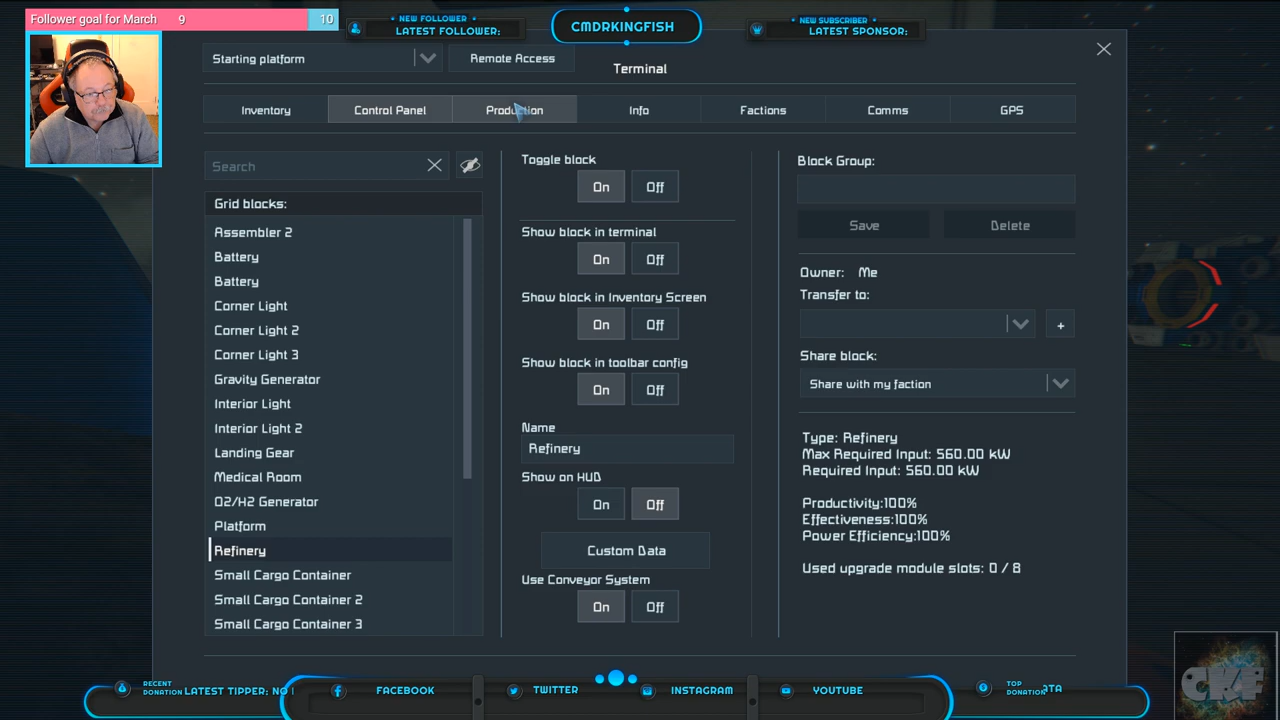 Follower goal for March 9 10
NEW FOLLOWER
LATEST FOLLOWER:
CMDRKINGFISH
NEW SUBSCRIBER
LATEST SPONSOR:
Starting platform
Remote Access
Terminal
Inventory
Control Panel
Production
Info
Factions
Comms
GPS
Search
Grid blocks:
Assembler 2
Battery
Battery
Corner Light
Corner Light 2
Corner Light 3
Gravity Generator
Interior Light
Interior Light 2
Landing Gear
Medical Room
O2/H2 Generator
Platform
Refinery
Small Cargo Container
Small Cargo Container 2
Small Cargo Container 3
Toggle block
On Off
Show block in terminal
On Off
Show block in Inventory Screen
On Off
Show block in toolbar config
On Off
Name
Refinery
Show on HUD
On Off
Custom Data
Use Conveyor System
On Off
Block Group:
Save Delete
Owner: Me
Transfer to:
+
Share block:
Share with my faction
Type: Refinery
Max Required Input: 560.00 kW
Required Input: 560.00 kW
Productivity:100%
Effectiveness:100%
Power Efficiency:100%
Used upgrade module slots: 0 / 8
RECENT
DONATION
LATEST TIPPER: NO
FACEBOOK
TWITTER
INSTAGRAM
YOUTUBE
TOP
DONATION
CKF